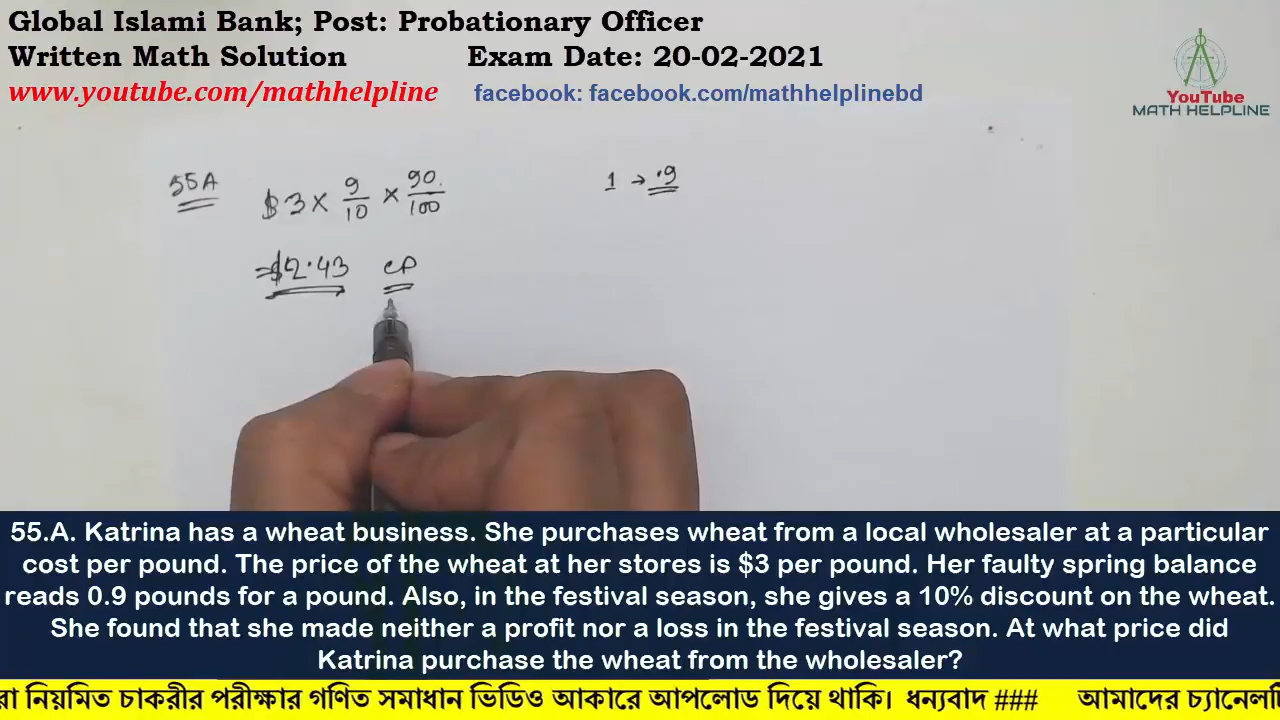 Global Islami Bank; Post: Probationary Officer
Written Math Solution Exam Date: 20-02-2021
www.youtube.com/mathhelpline facebook: facebook.com/mathhelplinebd
YouTube
MATH HELPLINE
55A $3 × 9/10 × 90/100 1 → .9
= $2.43 CP
55.A. Katrina has a wheat business. She purchases wheat from a local wholesaler at a particular
cost per pound. The price of the wheat at her stores is $3 per pound. Her faulty spring balance
reads 0.9 pounds for a pound. Also, in the festival season, she gives a 10% discount on the wheat.
She found that she made neither a profit nor a loss in the festival season. At what price did
Katrina purchase the wheat from the wholesaler?
রা নিয়মিত চাকরীর পরীক্ষার গণিত সমাধান ভিডিও আকারে আপলোড দিয়ে থাকি। ধন্যবাদ ### আমাদের